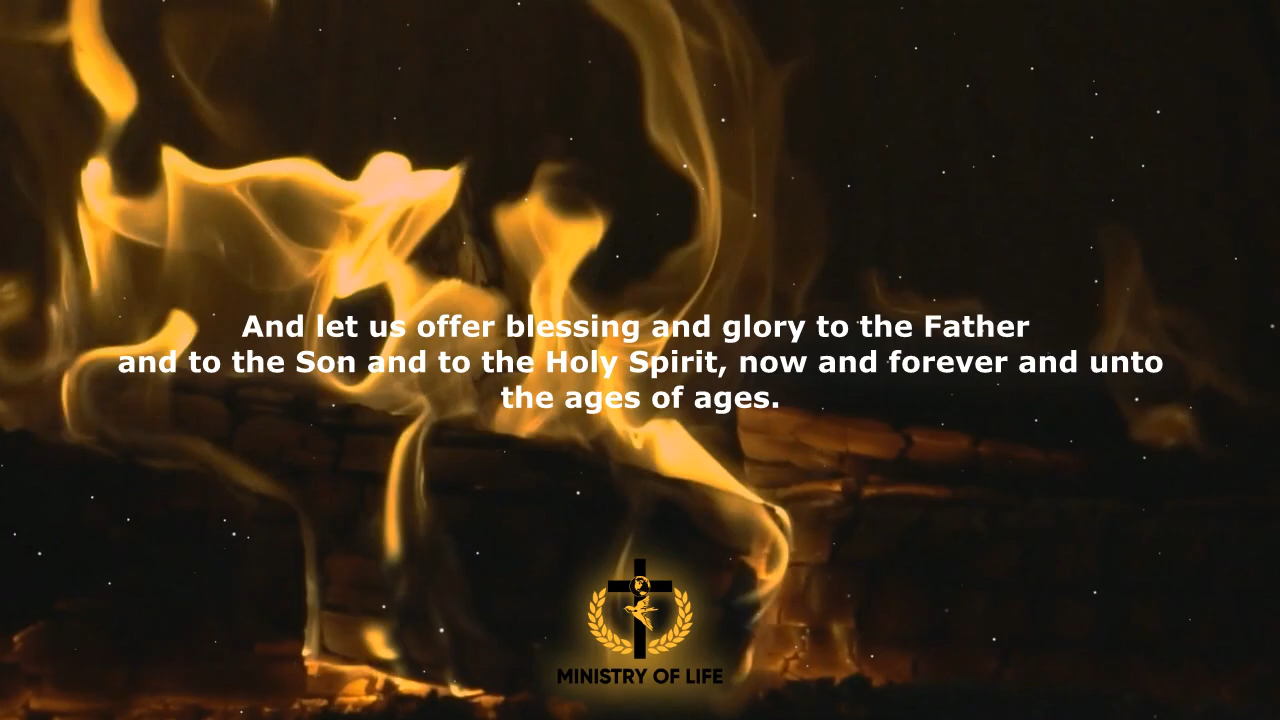 And let us offer blessing and glory to the Father
and to the Son and to the Holy Spirit, now and forever and unto
the ages of ages.
MINISTRY OF LIFE